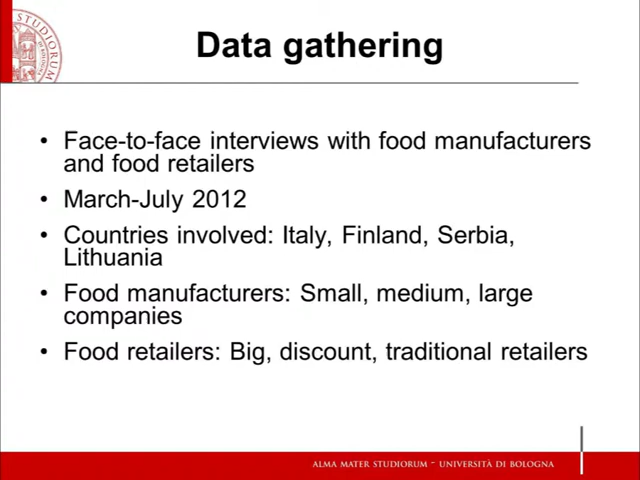 STUDIORUM
Data gathering
• Face-to-face interviews with food manufacturers
and food retailers
• March-July 2012
• Countries involved: Italy, Finland, Serbia,
Lithuania
• Food manufacturers: Small, medium, large
companies
• Food retailers: Big, discount, traditional retailers
ALMA MATER STUDIORUM - UNIVERSITÀ DI BOLOGNA